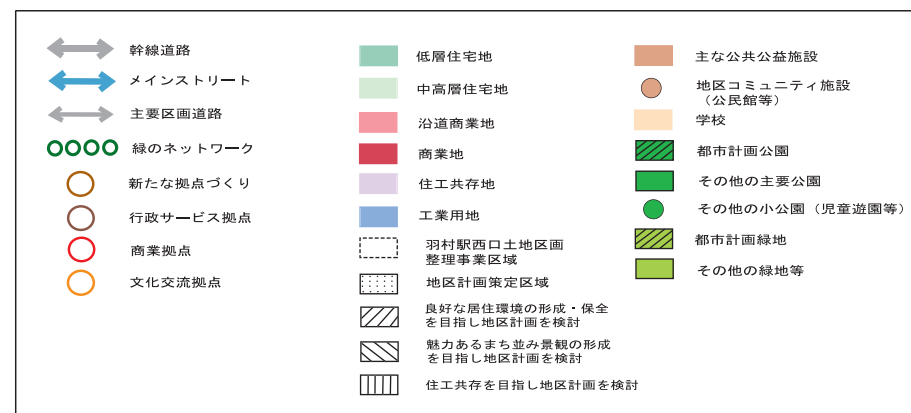 幹線道路
メインストリート
主要区画道路
緑のネットワーク
新たな拠点づくり
行政サービス拠点
商業拠点
文化交流拠点
低層住宅地
中高層住宅地
沿道商業地
商業地
住工共存地
工業用地
羽村駅西口土地区画
整理事業区域
地区計画策定区域
良好な居住環境の形成・保全
を目指し地区計画を検討
魅力あるまち並み景観の形成
を目指し地区計画を検討
住工共存を目指し地区計画を検討
主な公共公益施設
地区コミュニティ施設
（公民館等）
学校
都市計画公園
その他の主要公園
その他の小公園（児童遊園等）
都市計画緑地
その他の緑地等